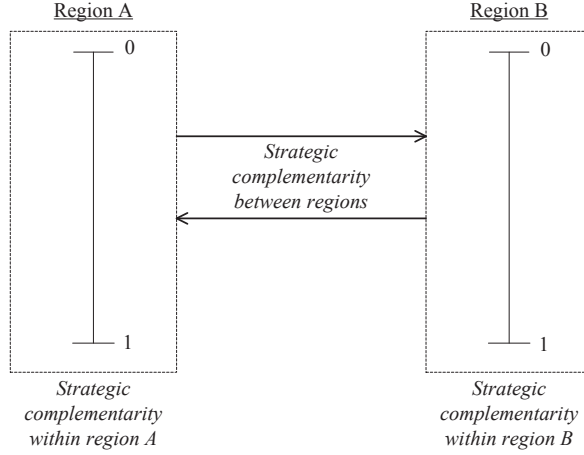 Region A
Region B
0
0
Strategic
complementarity
between regions
1
1
Strategic
complementarity
within region A
Strategic
complementarity
within region B